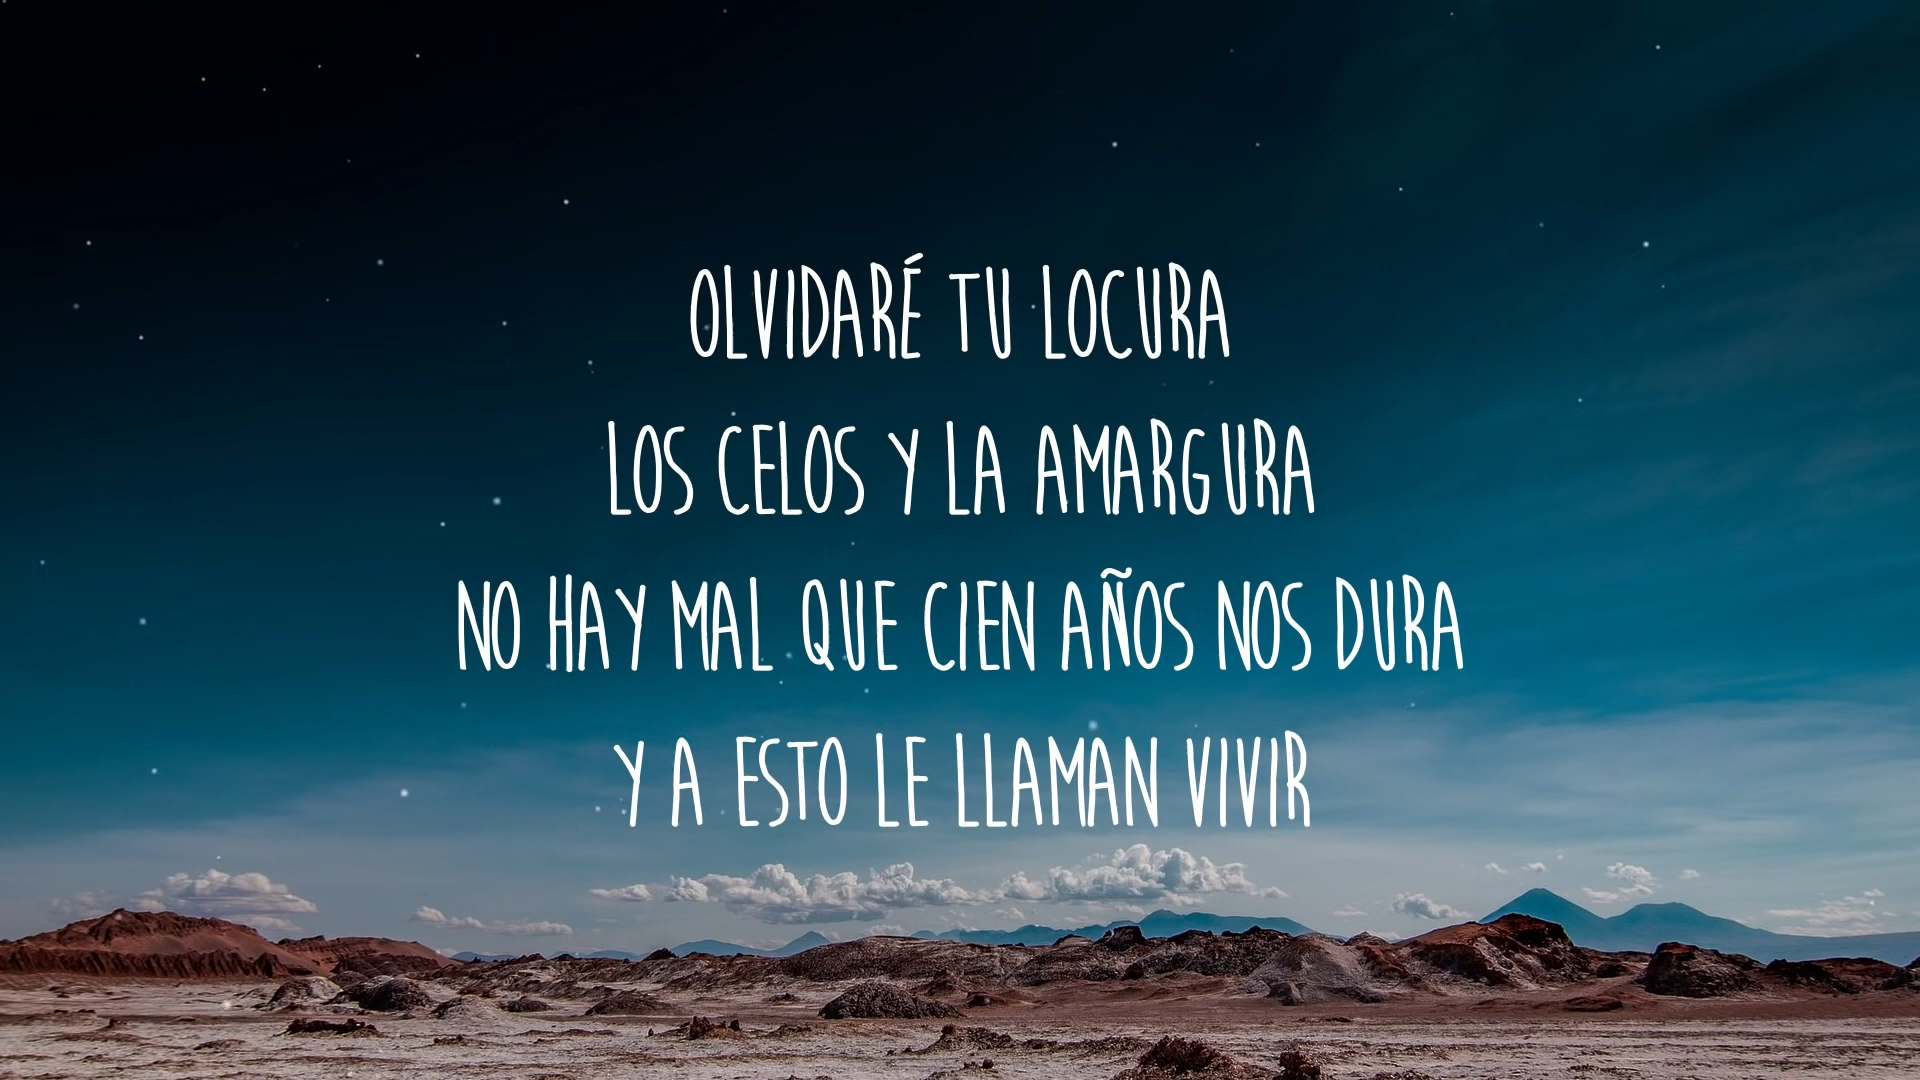 OLVIDARÉ TU LOCURA
LOS CELOS Y LA AMARGURA
NO HAY MAL QUE CIEN AÑOS NOS DURA
Y A ESTO LE LLAMAN VIVIR